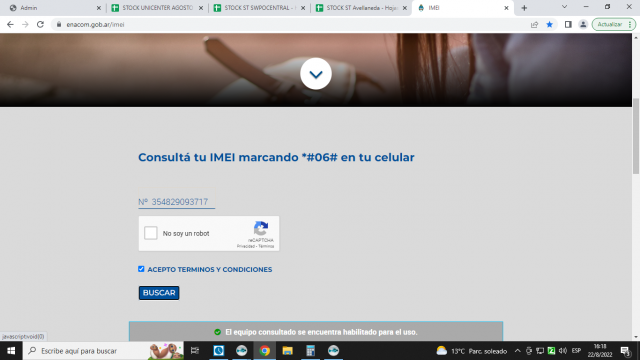 Admin
STOCK UNICENTER AGOSTO
STOCK ST SWPOCENTRAL -
STOCK ST Avellaneda - Hoja
IMEI
enacom.gob.ar/imei
Actualizar
Consultá tu IMEI marcando *#06# en tu celular
Nº 354829093717
No soy un robot
reCAPTCHA
Privacidad - Términos
ACEPTO TERMINOS Y CONDICIONES
BUSCAR
El equipo consultado se encuentra habilitado para el uso.
javascript:void(0)
Escribe aquí para buscar
13°C Parc. soleado
ESP
16:18
22/8/2022